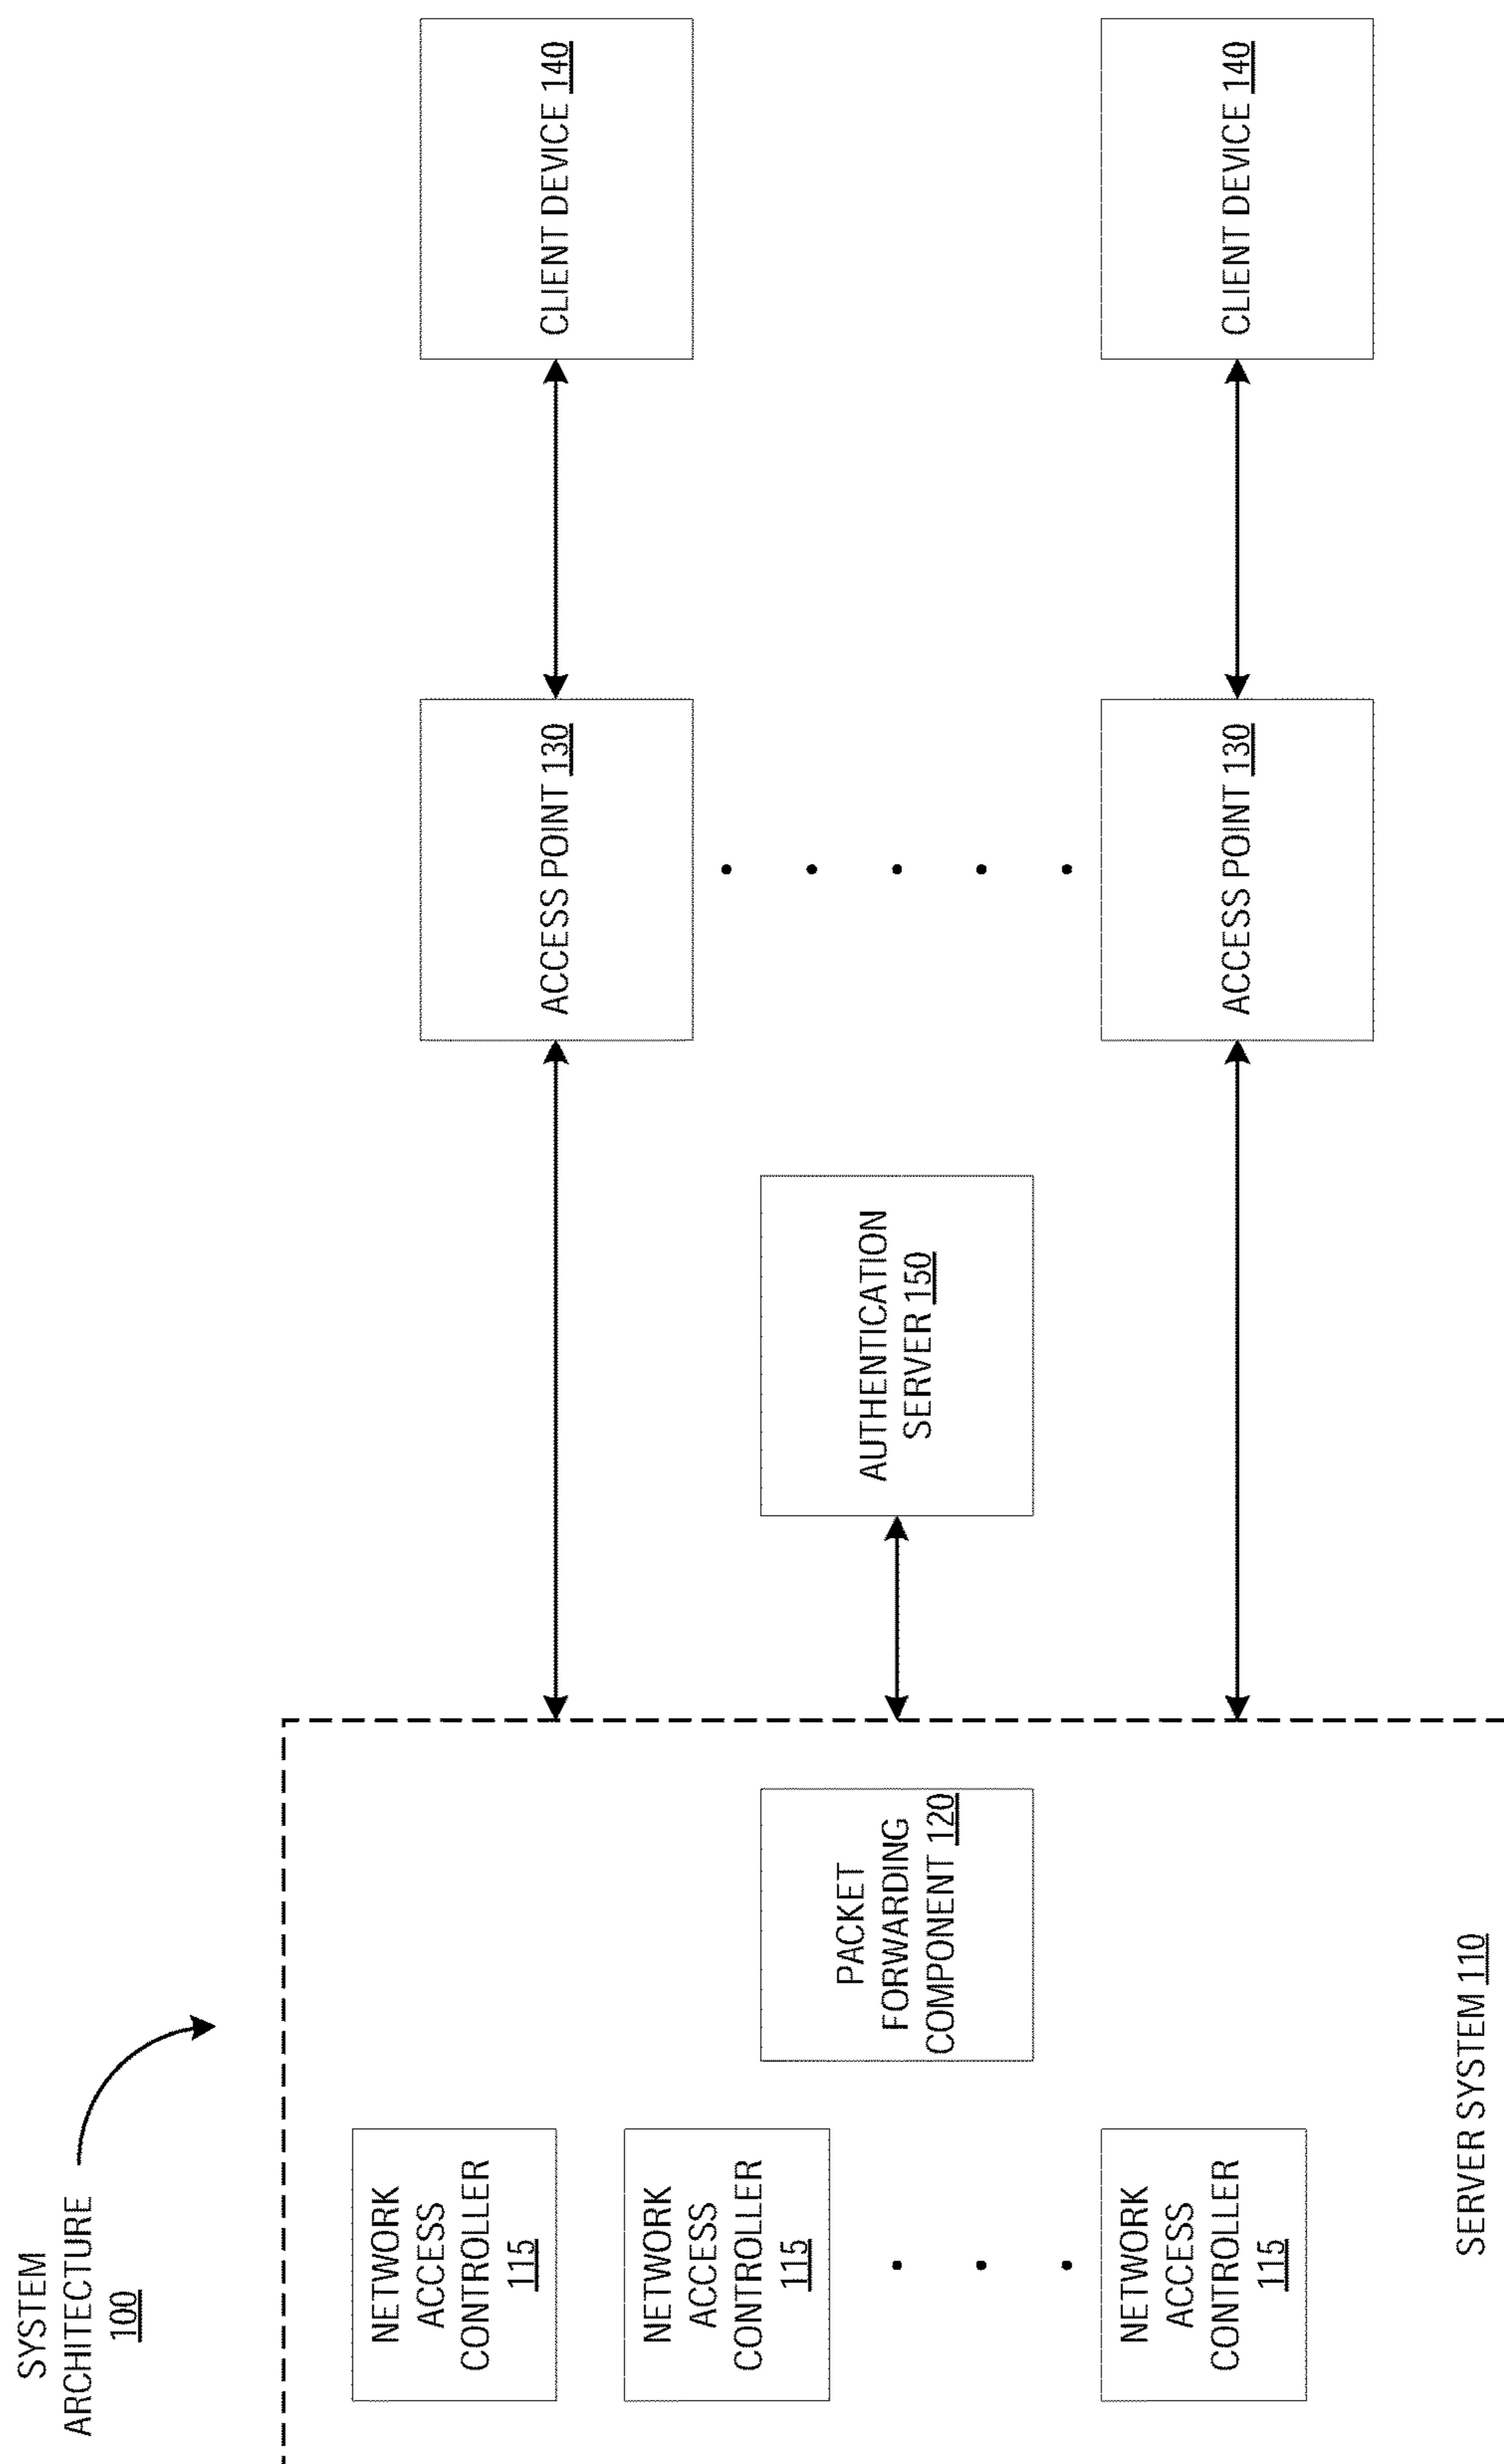 SYSTEM
ARCHITECTURE
100
NETWORK
ACCESS
CONTROLLER
115
NETWORK
ACCESS
CONTROLLER
115
NETWORK
ACCESS
CONTROLLER
115
PACKET
FORWARDING
COMPONENT 120
SERVER SYSTEM 110
AUTHENTICATION
SERVER 150
ACCESS POINT 130
CLIENT DEVICE 140
ACCESS POINT 130
CLIENT DEVICE 140